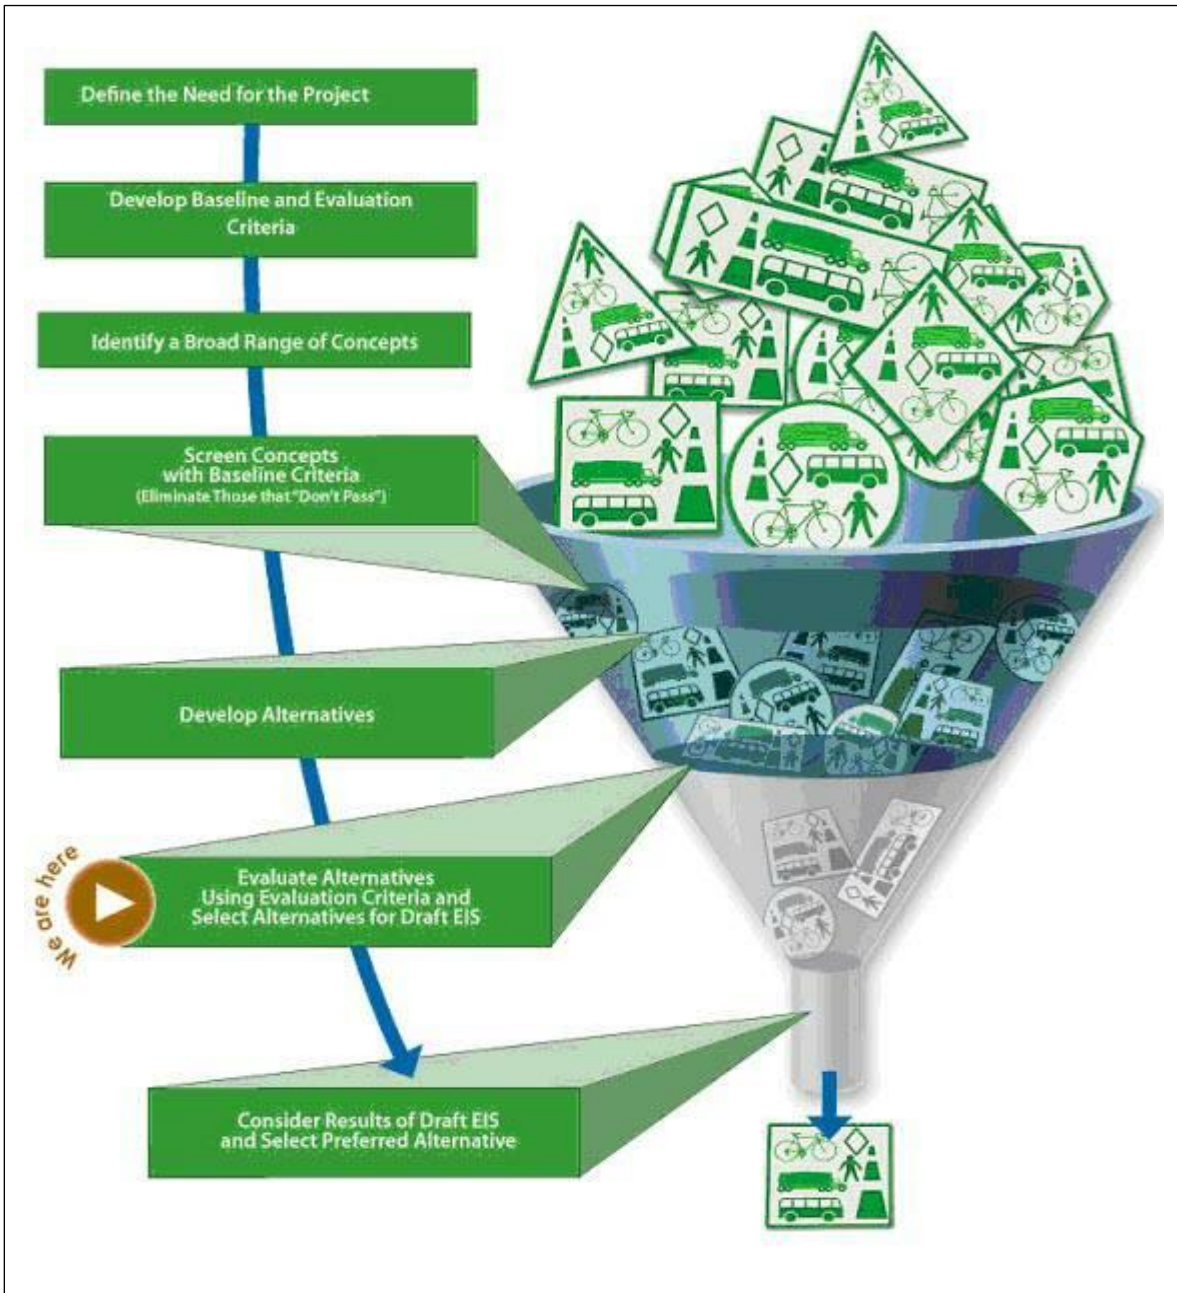 Define the Need for the Project
Develop Baseline and Evaluation
Criteria
Identify a Broad Range of Concepts
Screen Concepts
with Baseline Criteria
(Eliminate Those that "Don't Pass")
Develop Alternatives
We are here
Evaluate Alternatives
Using Evaluation Criteria and
Select Alternatives for Draft EIS
Consider Results of Draft EIS
and Select Preferred Alternative